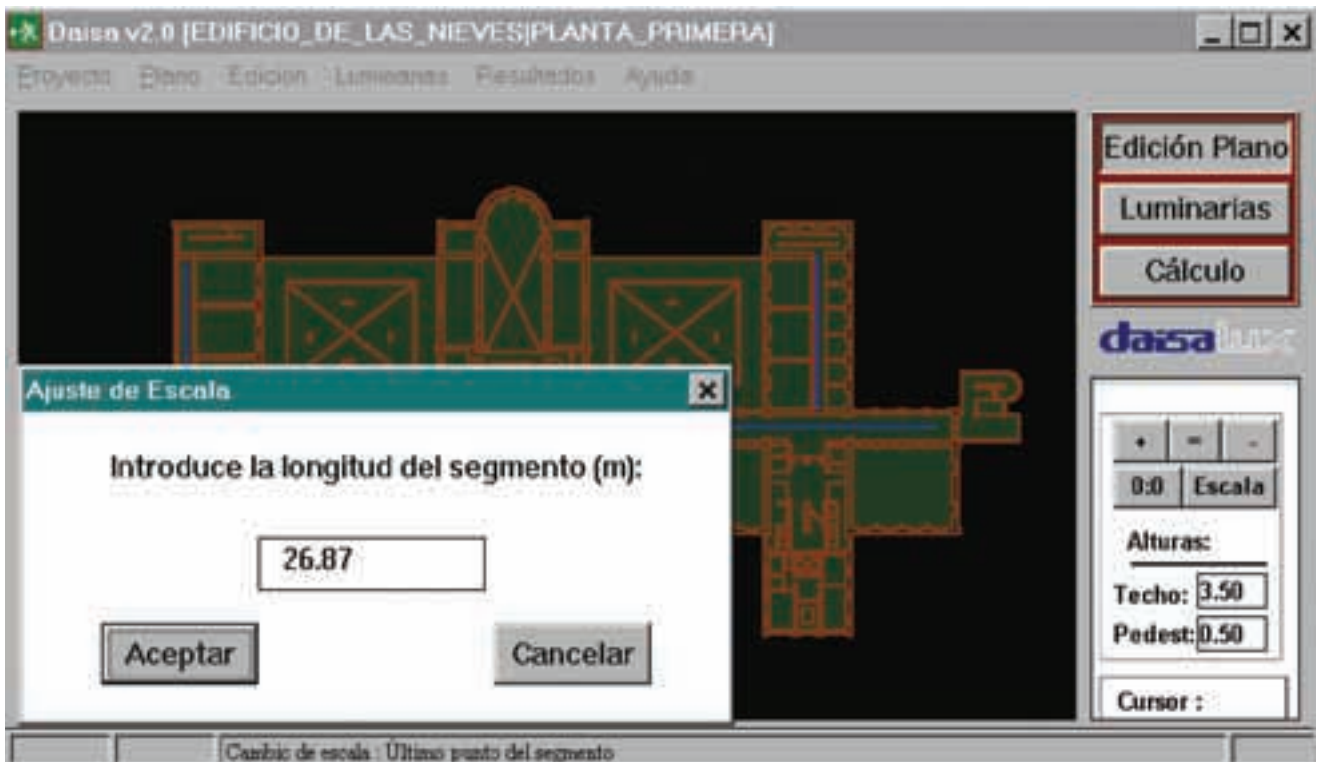 Daisa v2.0 [EDIFICIO_DE_LAS_NIEVES|PLANTA_PRIMERA]
Proyecto Plano Edicion Luminarias Resultados Ayuda
Edición Plano
Luminarias
Cálculo
daisalux
Ajuste de Escala
Introduce la longitud del segmento (m):
26.87
Aceptar Cancelar
+ = -
0:0 Escala
Alturas:
Techo: 3.50
Pedest: 0.50
Cursor :
Cambio de escala : Último punto del segmento